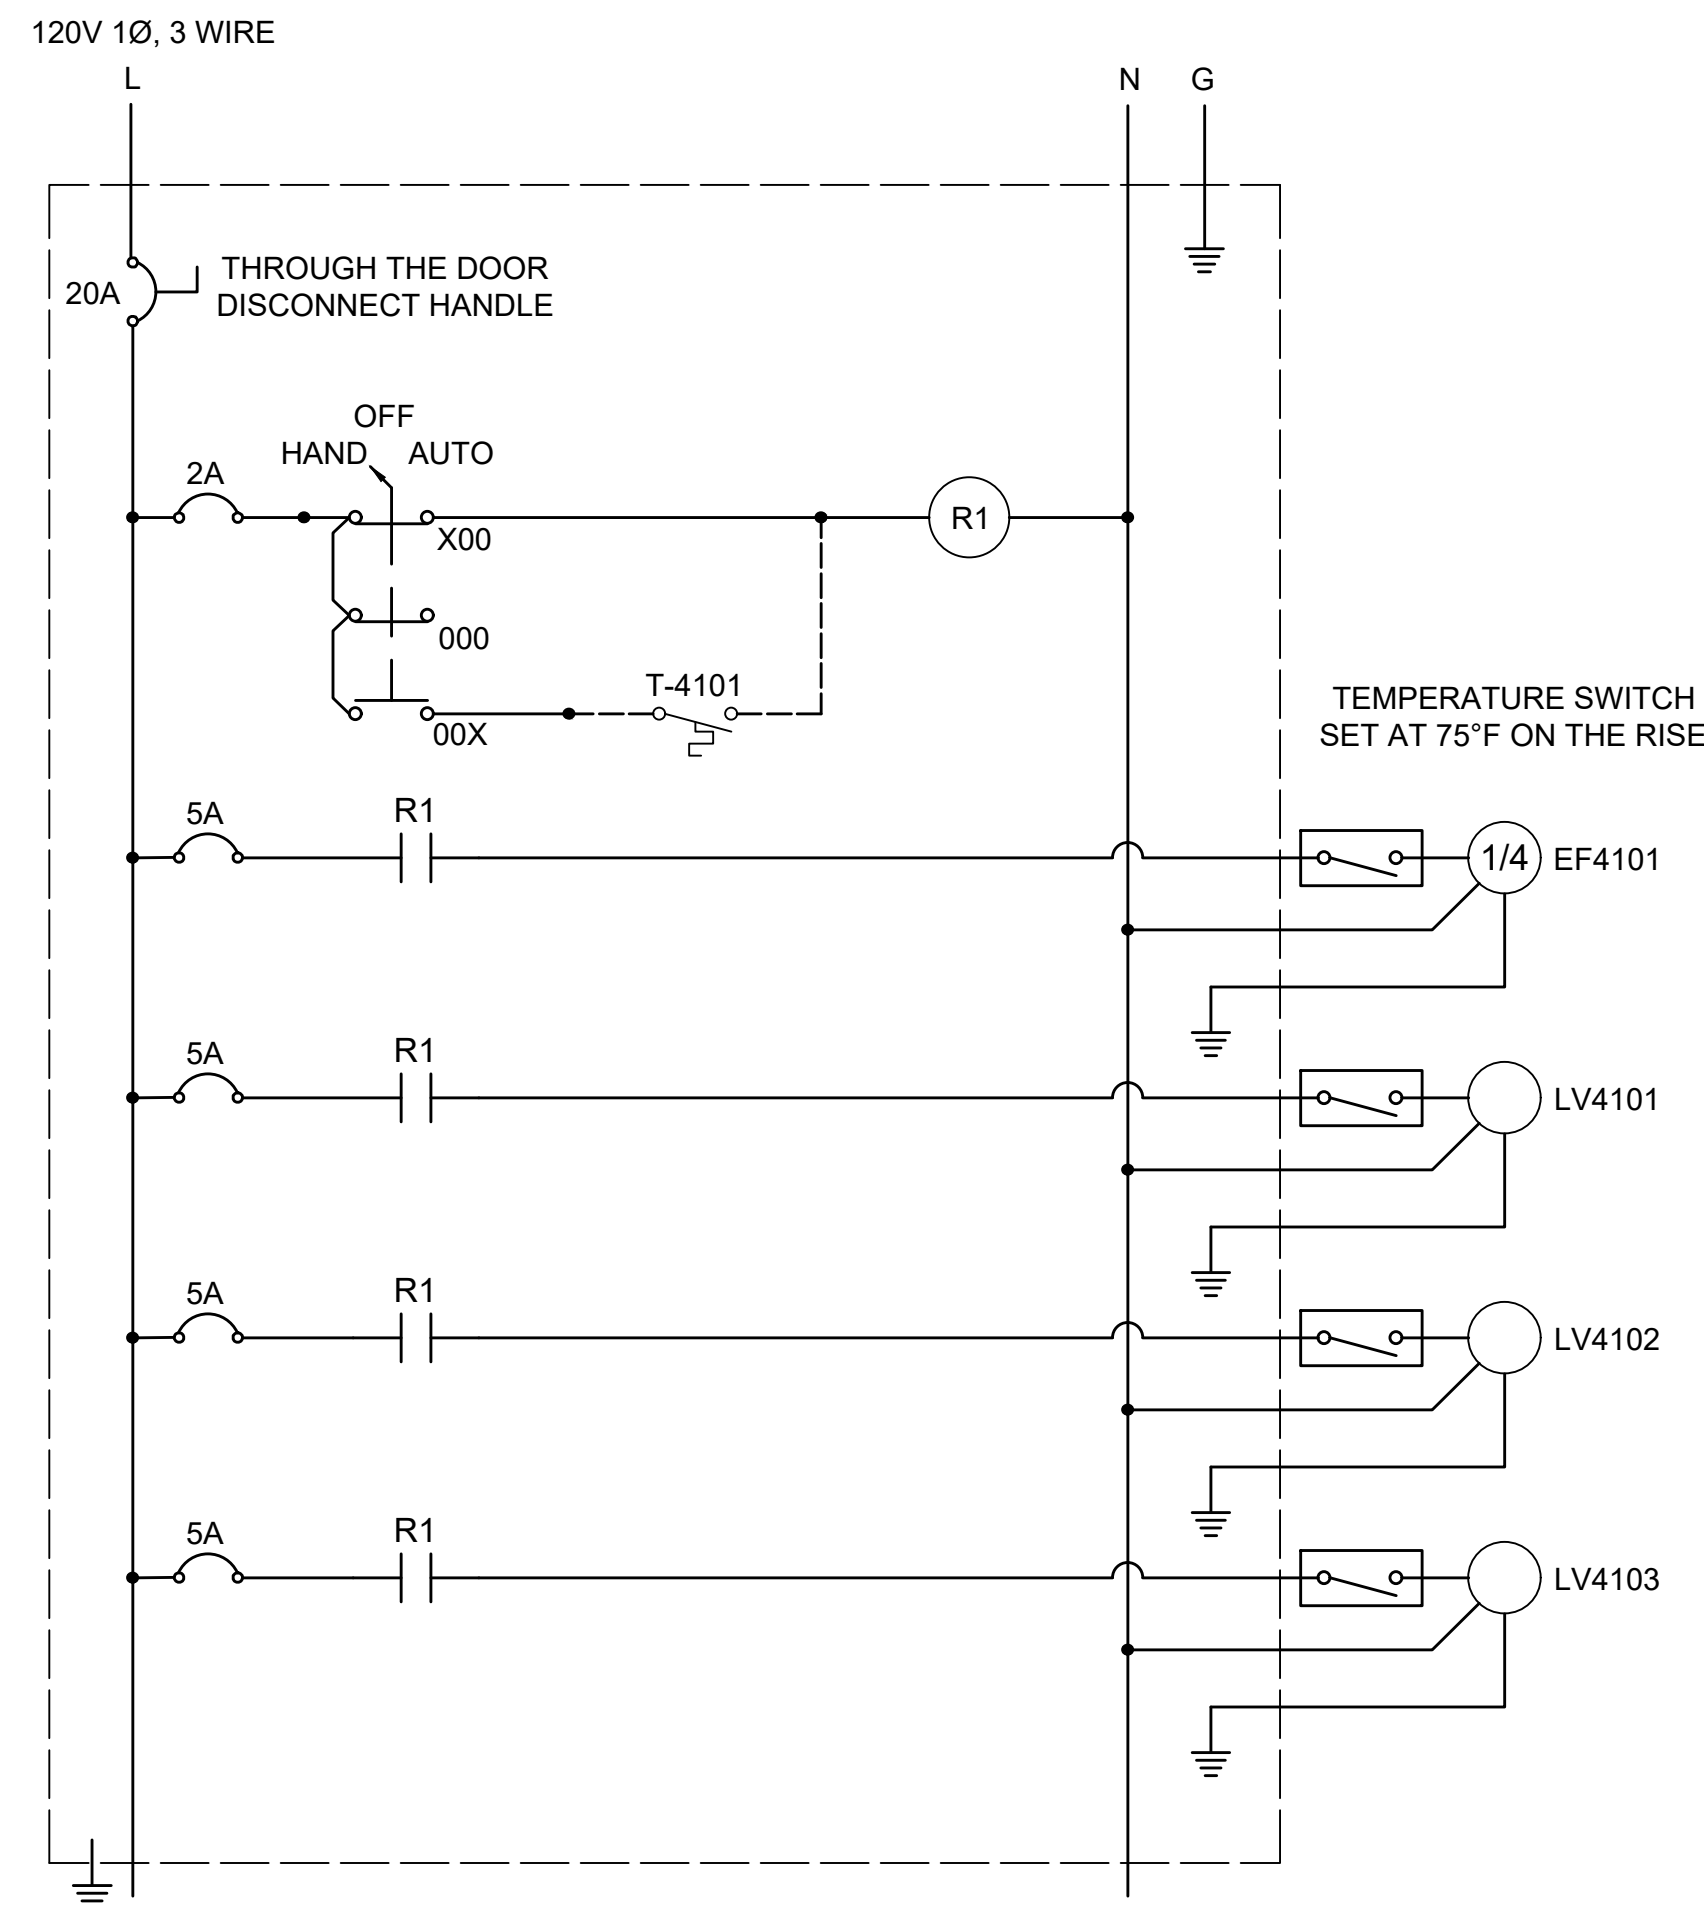 120V 1Ø, 3 WIRE
L
N
G
20A
THROUGH THE DOOR
DISCONNECT HANDLE
OFF
HAND
AUTO
2A
X00
R1
000
T-4101
00X
TEMPERATURE SWITCH
SET AT 75°F ON THE RISE
5A
R1
1/4
EF4101
5A
R1
LV4101
5A
R1
LV4102
5A
R1
LV4103